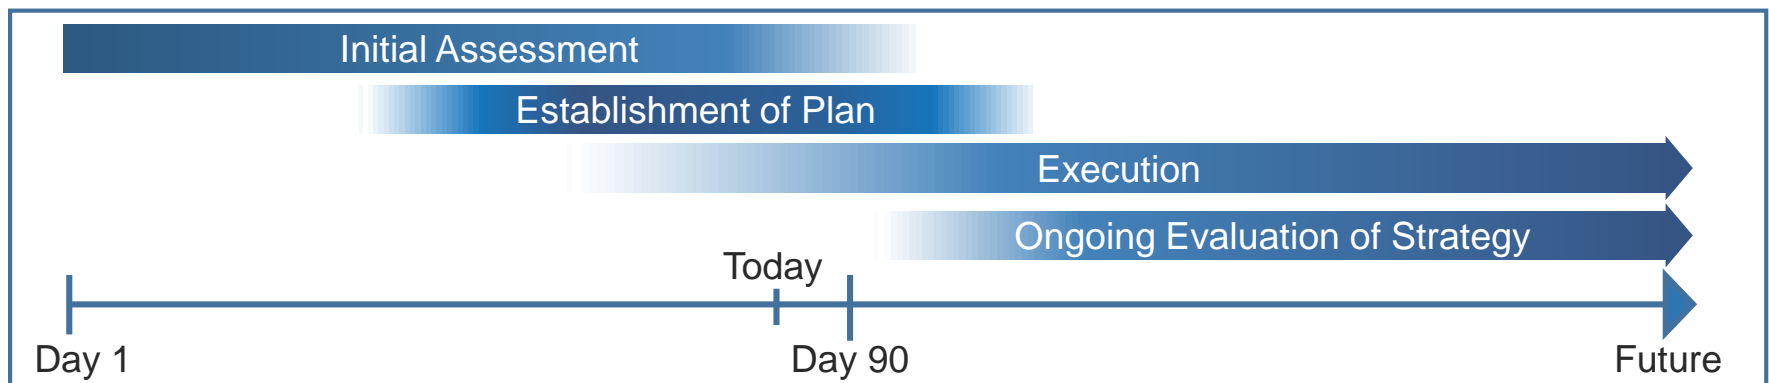 Initial Assessment
Establishment of Plan
Execution
Ongoing Evaluation of Strategy
Today
Day 1
Day 90
Future